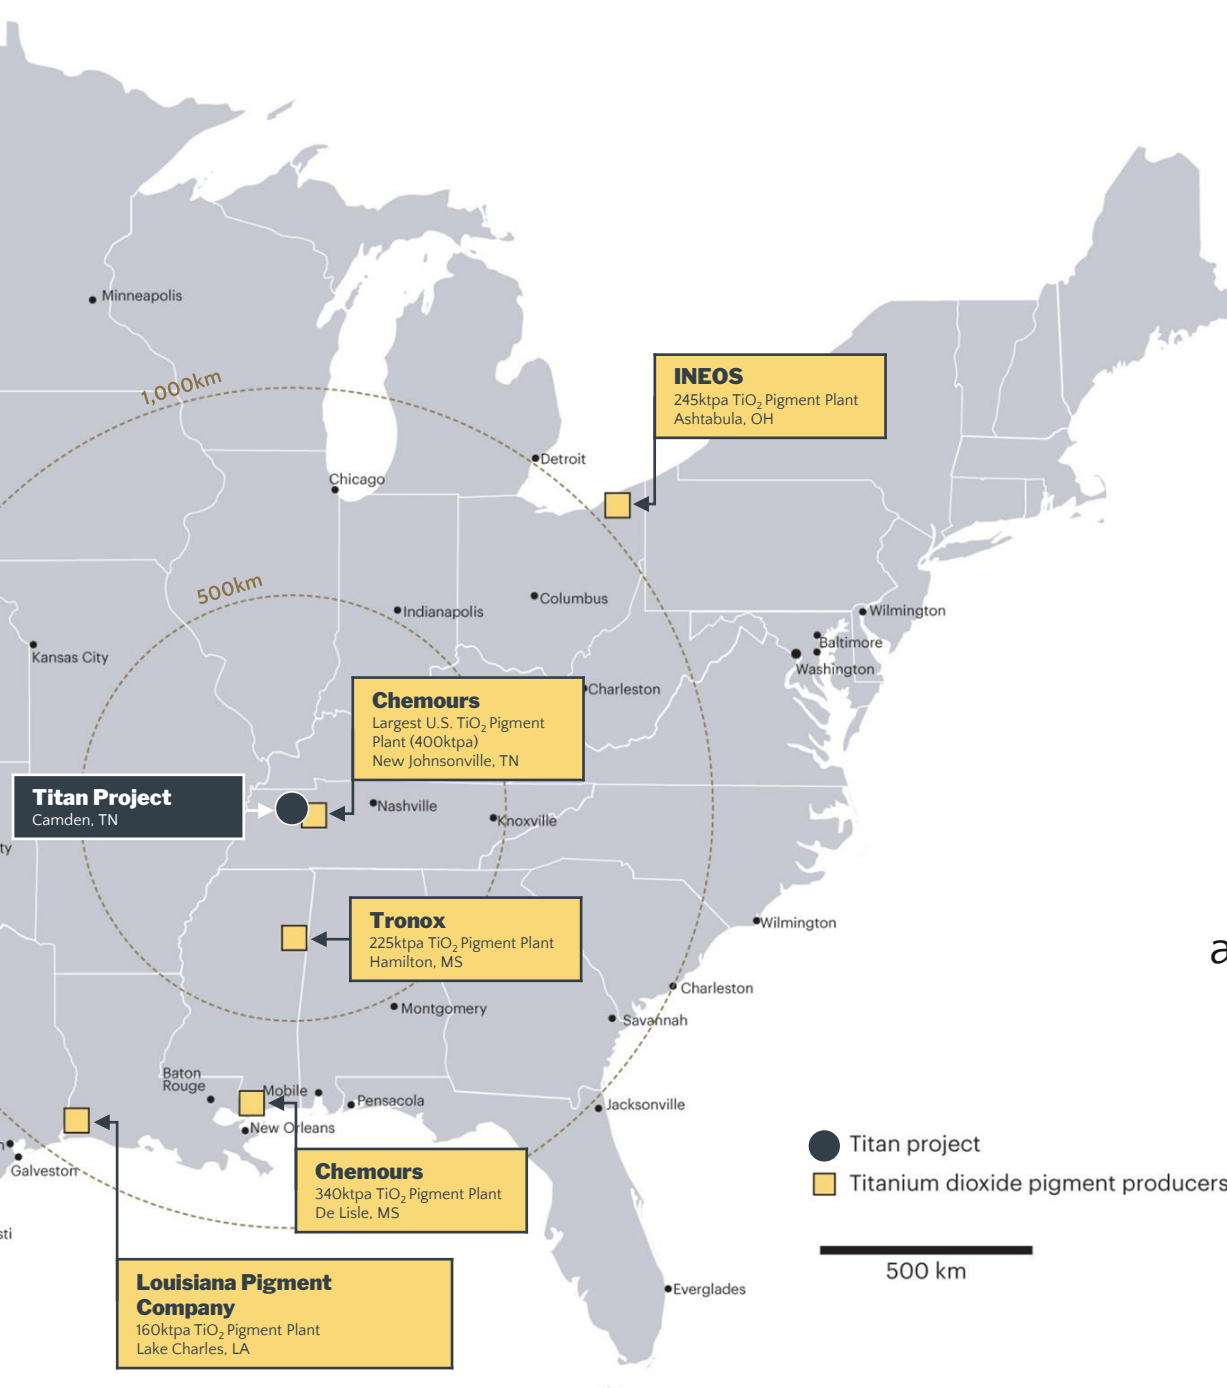 Minneapolis
1,000km
INEOS
245ktpa TiO₂ Pigment Plant
Ashtabula, OH
Detroit
Chicago
500km
Indianapolis
Columbus
Wilmington
Baltimore
Washington
Kansas City
Charleston
Chemours
Largest U.S. TiO₂ Pigment
Plant (400ktpa)
New Johnsonville, TN
Titan Project
Camden, TN
Nashville
Knoxville
ty
Tronox
225ktpa TiO₂ Pigment Plant
Hamilton, MS
Wilmington
a
Charleston
Montgomery
Savannah
Baton
Rouge
Mobile
Pensacola
Jacksonville
New Orleans
n
Galveston
Titan project
Chemours
340ktpa TiO₂ Pigment Plant
De Lisle, MS
Titanium dioxide pigment producers
sti
500 km
Louisiana Pigment
Company
160ktpa TiO₂ Pigment Plant
Lake Charles, LA
Everglades